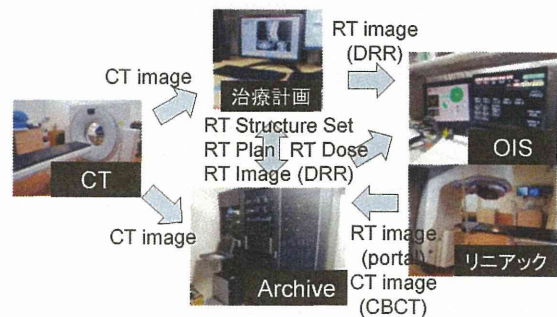 RT image
(DRR)
CT image
治療計画
RT Structure Set
RT Plan RT Dose
RT Image (DRR)
OIS
CT
CT image
Archive
RT image
(portal)
CT image
(CBCT)
リニアック